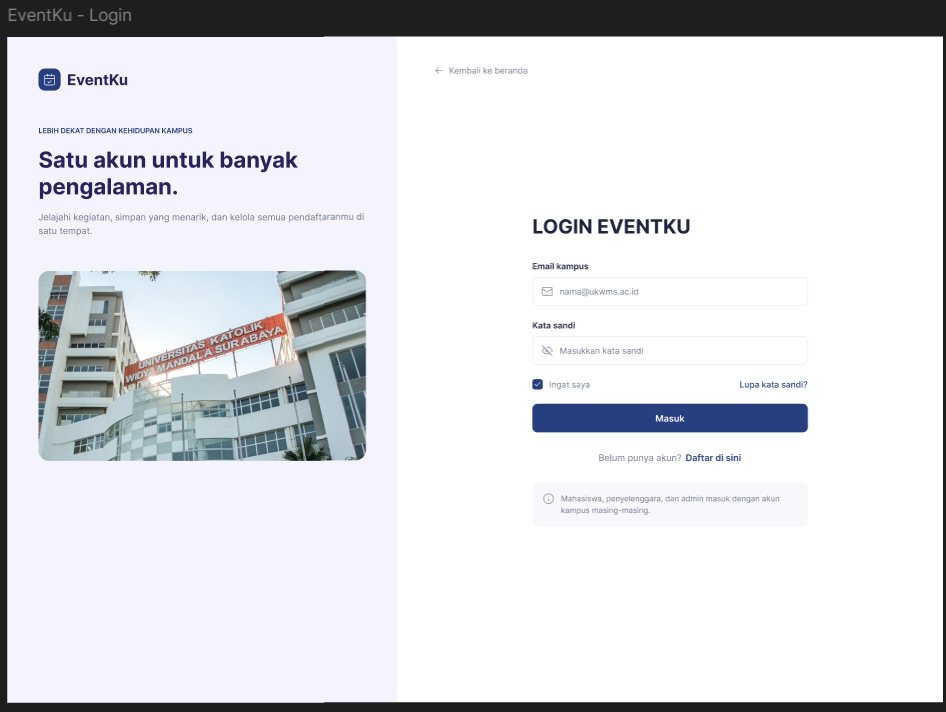 EventKu - Login
EventKu
LEBIH DEKAT DENGAN KEHIDUPAN KAMPUS
Satu akun untuk banyak
pengalaman.
Jelajahi kegiatan, simpan yang menarik, dan kelola semua pendaftaranmu di
satu tempat.
UNIVERSITAS KATOLIK
WIDYA MANDALA SURABAYA
Kembali ke beranda
LOGIN EVENTKU
Email kampus
nama@ukwms.ac.id
Kata sandi
Masukkan kata sandi
Ingat saya
Lupa kata sandi?
Masuk
Belum punya akun? Daftar di sini
Mahasiswa, penyelenggara, dan admin masuk dengan akun
kampus masing-masing.